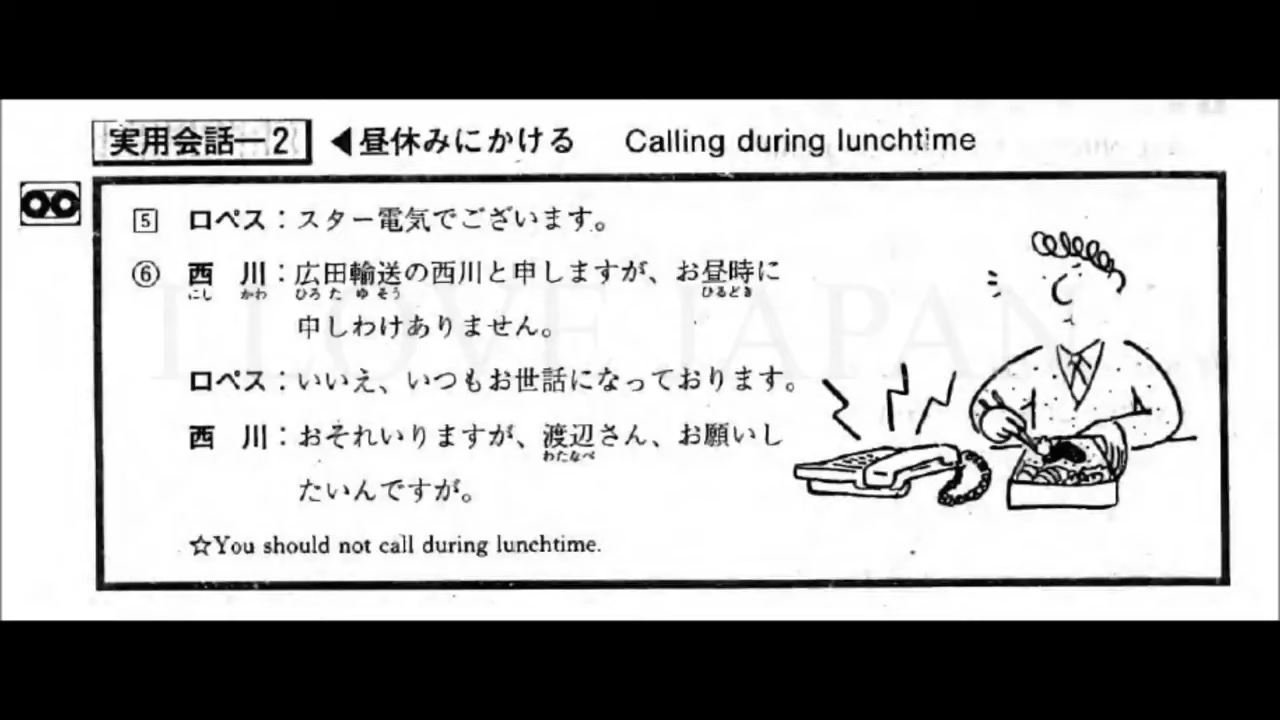 実用会話―2 ◀昼休みにかける Calling during lunchtime
5 ロペス：スター電気でございます。
⑥ 西川：広田輸送の西川と申しますが、お昼時に
にし かわ ひろ た ゆ そう ひるどき
申しわけありません。
ロペス：いいえ、いつもお世話になっております。
西川：おそれいりますが、渡辺さん、お願いし
わたなべ
たいんですが。
☆You should not call during lunchtime.
I LOVE JAPAN